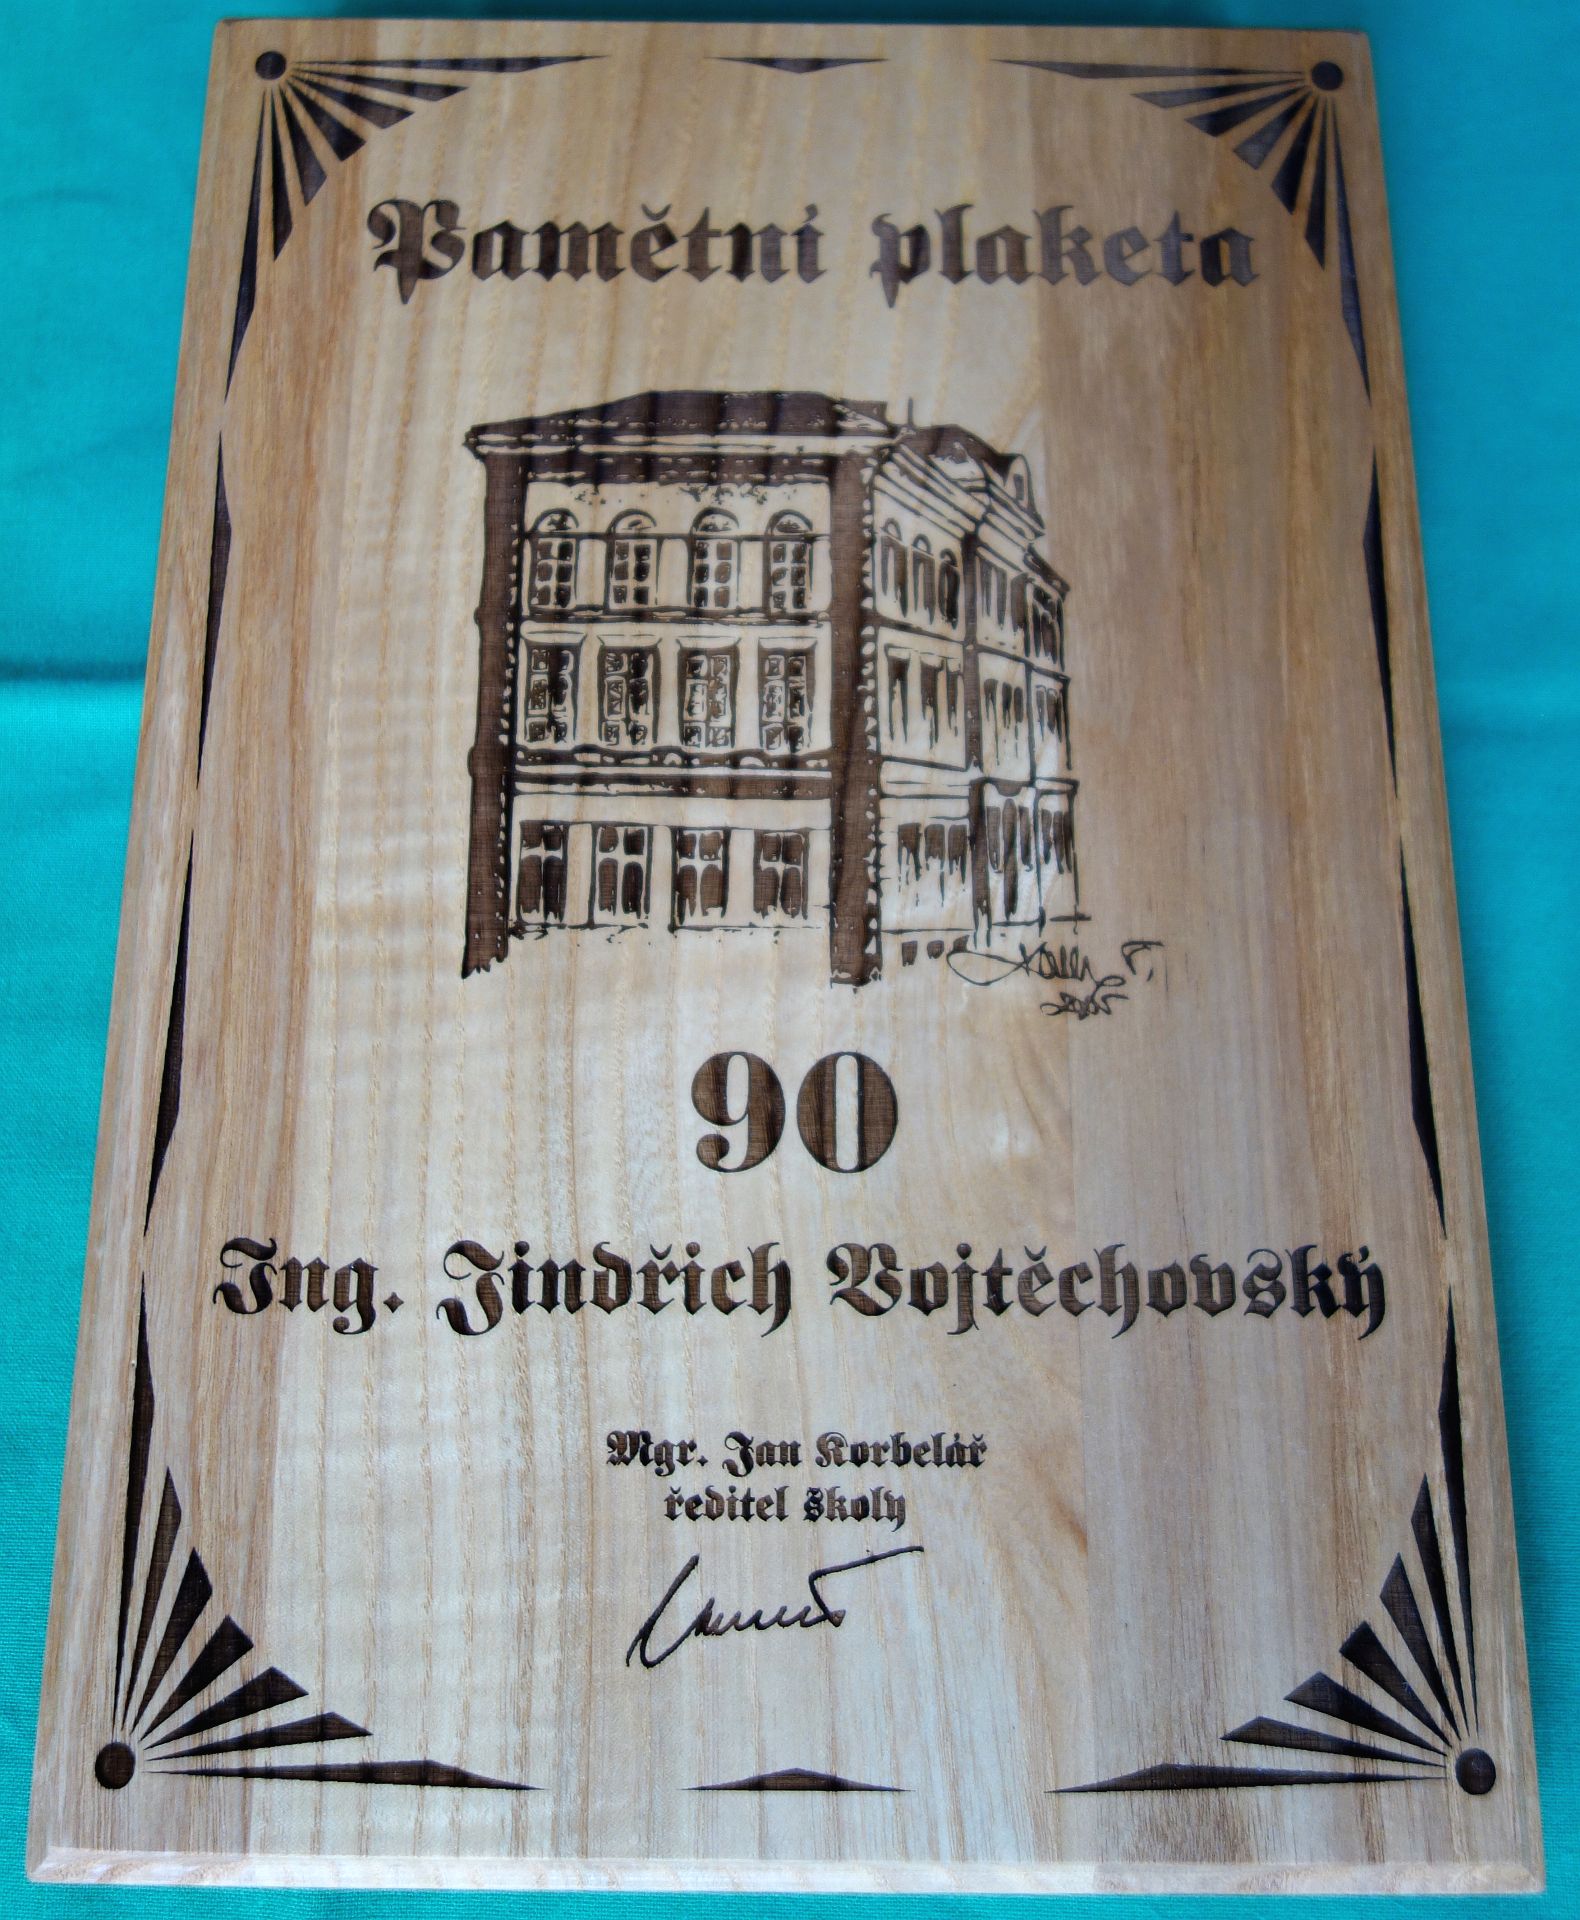 Pamětní plaketa
90
Ing. Jindřich Vojtěchovský
Mgr. Jan Korbelář
ředitel školy